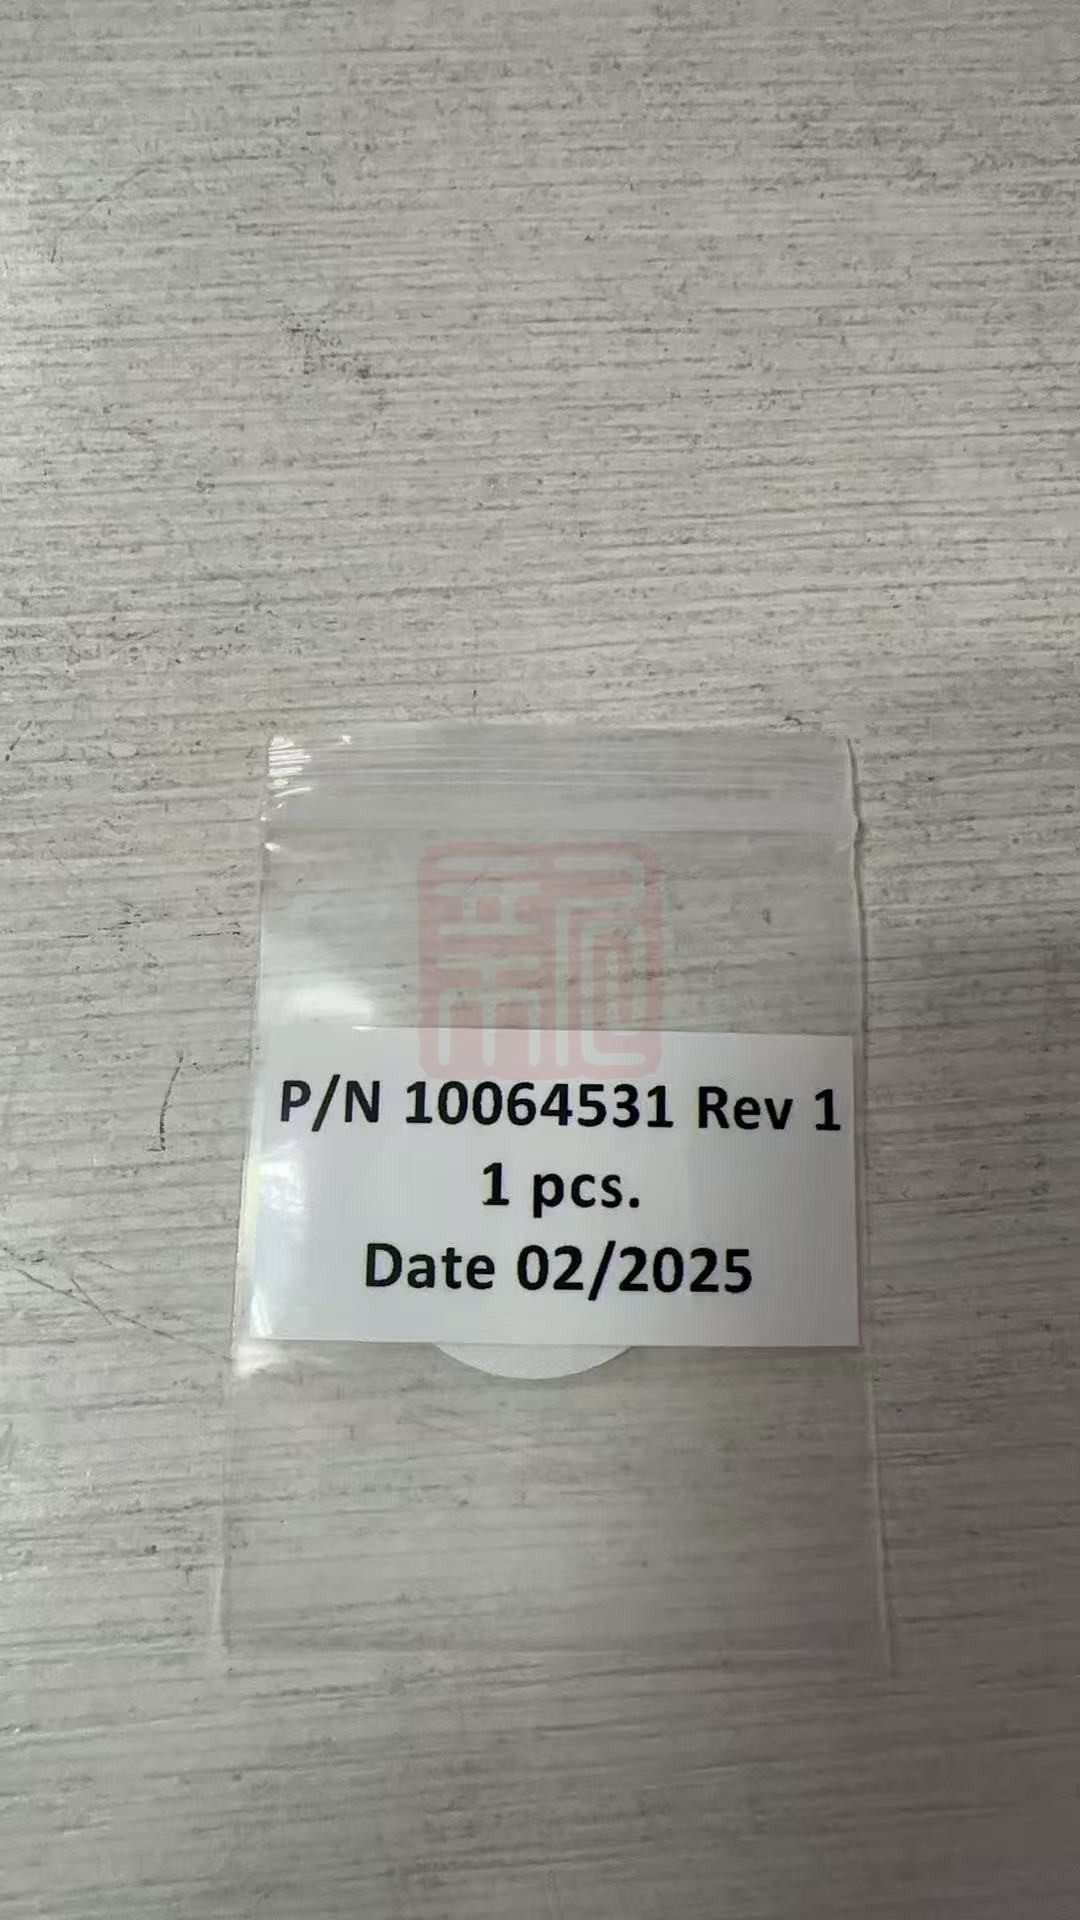 P/N 10064531 Rev 1
1 pcs.
Date 02/2025